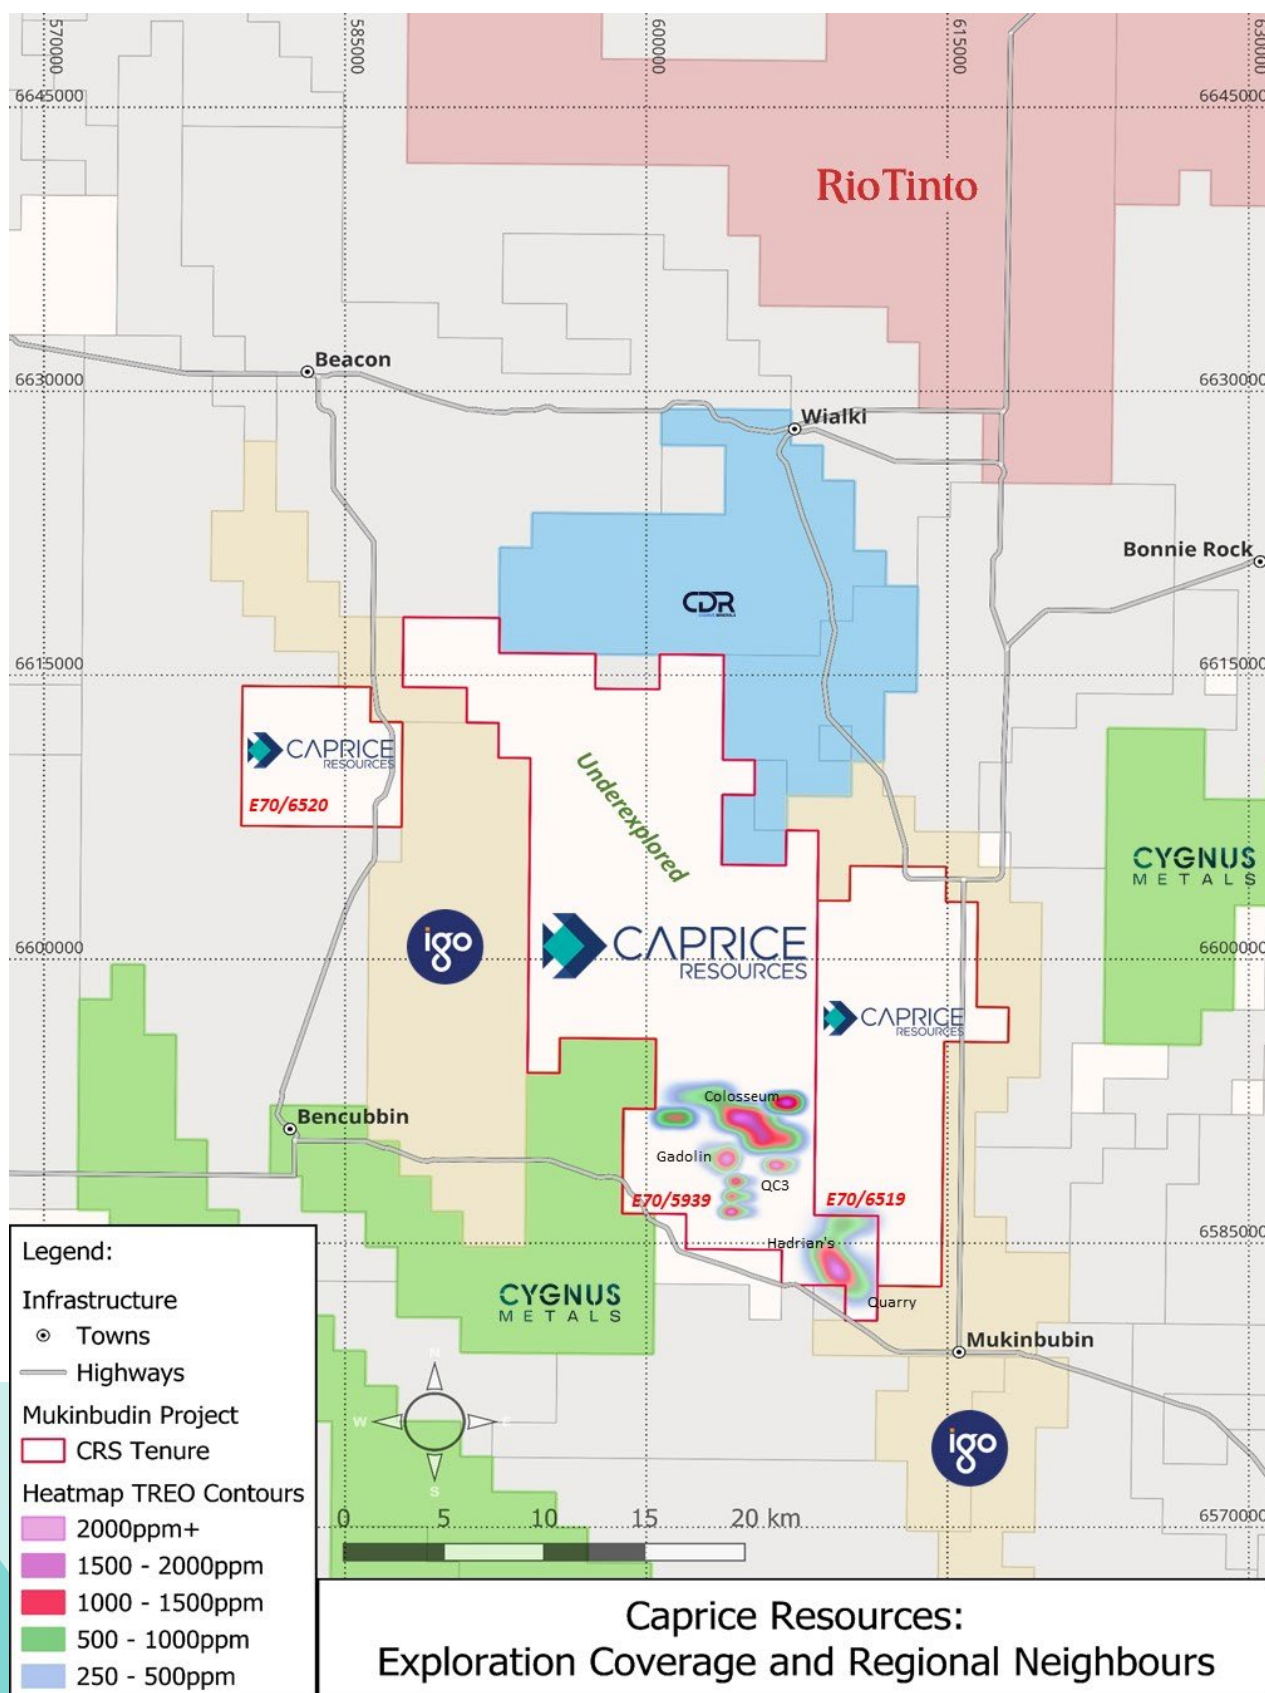 570000
585000
600000
615000
630000
6645000
6645000
RioTinto
Beacon
6630000
6630000
Wialki
Bonnie Rock
CDR
6615000
6615000
CAPRICE
RESOURCES
E70/6520
Underexplored
CYGNUS
METALS
igo
CAPRICE
RESOURCES
6600000
6600000
CAPRICE
RESOURCES
Colosseum
Bencubbin
Gadolin
QC3
E70/5939
E70/6519
Hadrian's
6585000
Quarry
CYGNUS
METALS
Mukinbubin
igo
N
W
E
S
0 5 10 15 20 km
6570000
Legend:
Infrastructure
Towns
Highways
Mukinbudin Project
CRS Tenure
Heatmap TREO Contours
2000ppm+
1500 - 2000ppm
1000 - 1500ppm
500 - 1000ppm
250 - 500ppm
Caprice Resources:
Exploration Coverage and Regional Neighbours